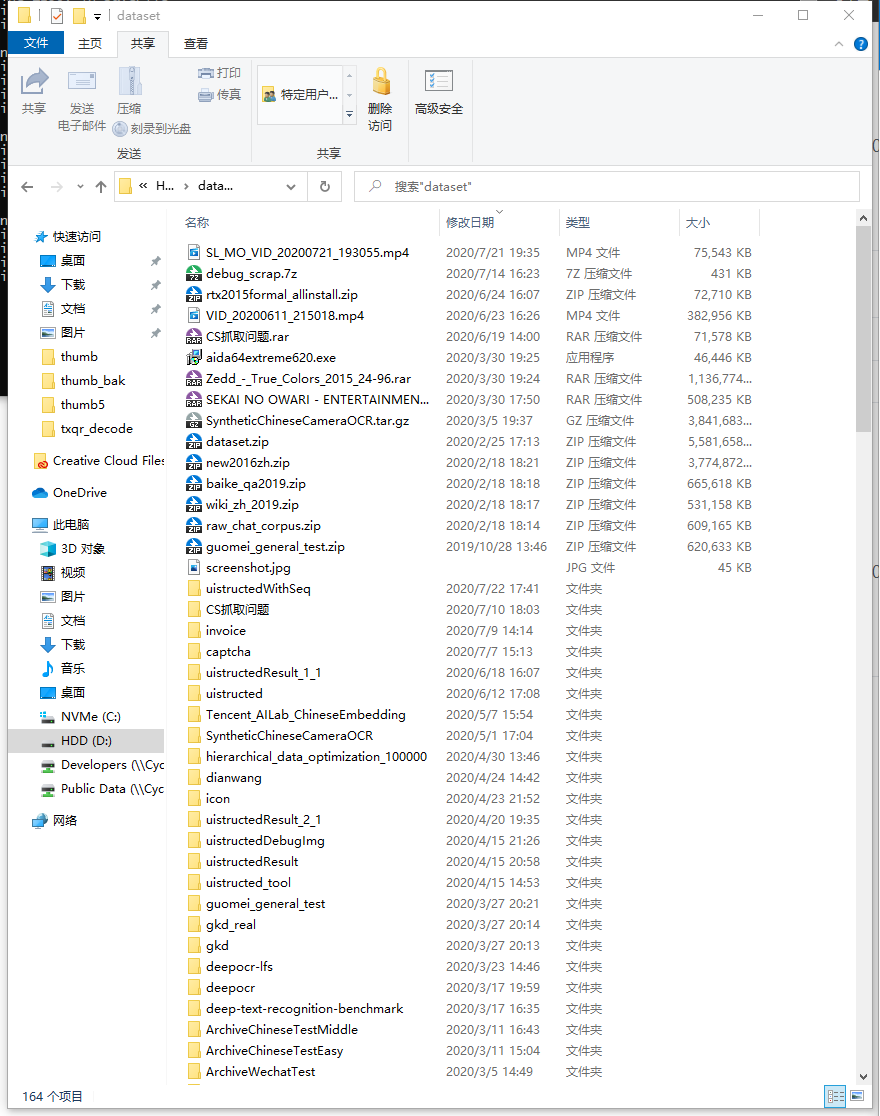 dataset
文件 主页 共享 查看
共享 发送 电子邮件 压缩 打印 传真 刻录到光盘 特定用户... 删除 访问 高级安全
发送 共享
« H... › data... 搜索"dataset"
名称 修改日期 类型 大小
快速访问
桌面
下载
文档
图片
thumb
thumb_bak
thumb5
txqr_decode
Creative Cloud Files
OneDrive
此电脑
3D 对象
视频
图片
文档
下载
音乐
桌面
NVMe (C:)
HDD (D:)
Developers (\\Cyc
Public Data (\\Cyc
网络
SL_MO_VID_20200721_193055.mp4 2020/7/21 19:35 MP4 文件 75,543 KB
debug_scrap.7z 2020/7/14 16:23 7Z 压缩文件 431 KB
rtx2015formal_allinstall.zip 2020/6/24 16:07 ZIP 压缩文件 72,710 KB
VID_20200611_215018.mp4 2020/6/23 16:26 MP4 文件 382,956 KB
CS抓取问题.rar 2020/6/19 14:00 RAR 压缩文件 71,578 KB
aida64extreme620.exe 2020/3/30 19:25 应用程序 46,446 KB
Zedd_-_True_Colors_2015_24-96.rar 2020/3/30 19:24 RAR 压缩文件 1,136,774...
SEKAI NO OWARI - ENTERTAINMEN... 2020/3/30 17:50 RAR 压缩文件 508,235 KB
SyntheticChineseCameraOCR.tar.gz 2020/3/5 19:37 GZ 压缩文件 3,841,683...
dataset.zip 2020/2/25 17:13 ZIP 压缩文件 5,581,658...
new2016zh.zip 2020/2/18 18:21 ZIP 压缩文件 3,774,872...
baike_qa2019.zip 2020/2/18 18:18 ZIP 压缩文件 665,618 KB
wiki_zh_2019.zip 2020/2/18 18:17 ZIP 压缩文件 531,158 KB
raw_chat_corpus.zip 2020/2/18 18:14 ZIP 压缩文件 609,165 KB
guomei_general_test.zip 2019/10/28 13:46 ZIP 压缩文件 620,633 KB
screenshot.jpg JPG 文件 45 KB
uistructedWithSeq 2020/7/22 17:41 文件夹
CS抓取问题 2020/7/10 18:03 文件夹
invoice 2020/7/9 14:14 文件夹
captcha 2020/7/7 15:13 文件夹
uistructedResult_1_1 2020/6/18 16:07 文件夹
uistructed 2020/6/12 17:08 文件夹
Tencent_AILab_ChineseEmbedding 2020/5/7 15:54 文件夹
SyntheticChineseCameraOCR 2020/5/1 17:04 文件夹
hierarchical_data_optimization_100000 2020/4/30 13:46 文件夹
dianwang 2020/4/24 14:42 文件夹
icon 2020/4/23 21:52 文件夹
uistructedResult_2_1 2020/4/20 19:35 文件夹
uistructedDebugImg 2020/4/15 21:26 文件夹
uistructedResult 2020/4/15 20:58 文件夹
uistructed_tool 2020/4/15 14:53 文件夹
guomei_general_test 2020/3/27 20:21 文件夹
gkd_real 2020/3/27 20:14 文件夹
gkd 2020/3/27 20:13 文件夹
deepocr-lfs 2020/3/23 14:46 文件夹
deepocr 2020/3/17 19:59 文件夹
deep-text-recognition-benchmark 2020/3/17 16:35 文件夹
ArchiveChineseTestMiddle 2020/3/11 16:43 文件夹
ArchiveChineseTestEasy 2020/3/11 15:04 文件夹
ArchiveWechatTest 2020/3/5 14:49 文件夹
164 个项目